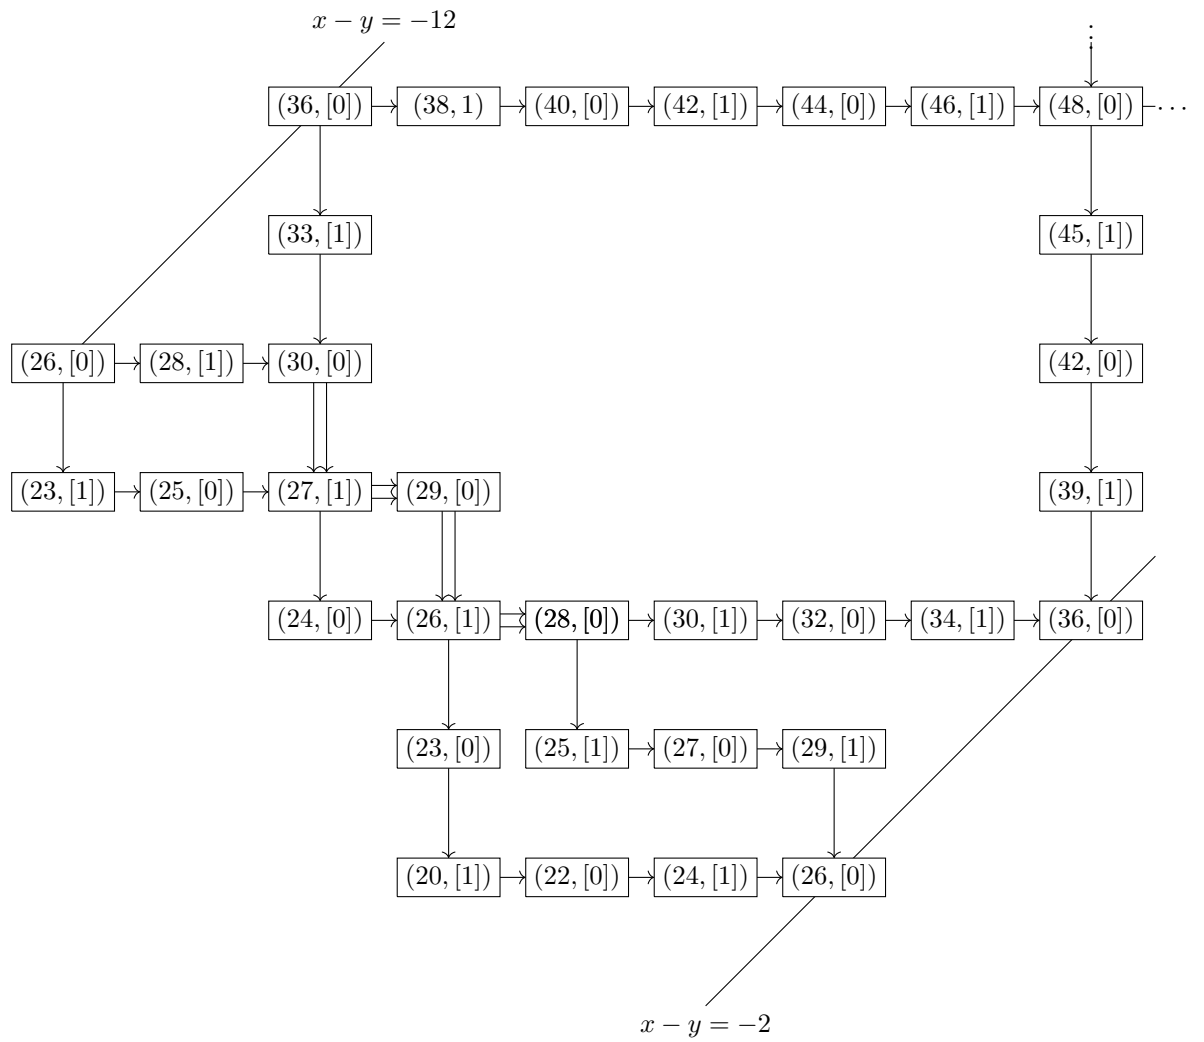 x − y = −12
⋮
(36, [0]) (38, 1) (40, [0]) (42, [1]) (44, [0]) (46, [1]) (48, [0]) ⋯
(33, [1]) (45, [1])
(26, [0]) (28, [1]) (30, [0]) (42, [0])
(23, [1]) (25, [0]) (27, [1]) (29, [0]) (39, [1])
(24, [0]) (26, [1]) (28, [0]) (30, [1]) (32, [0]) (34, [1]) (36, [0])
(23, [0]) (25, [1]) (27, [0]) (29, [1])
(20, [1]) (22, [0]) (24, [1]) (26, [0])
x − y = −2